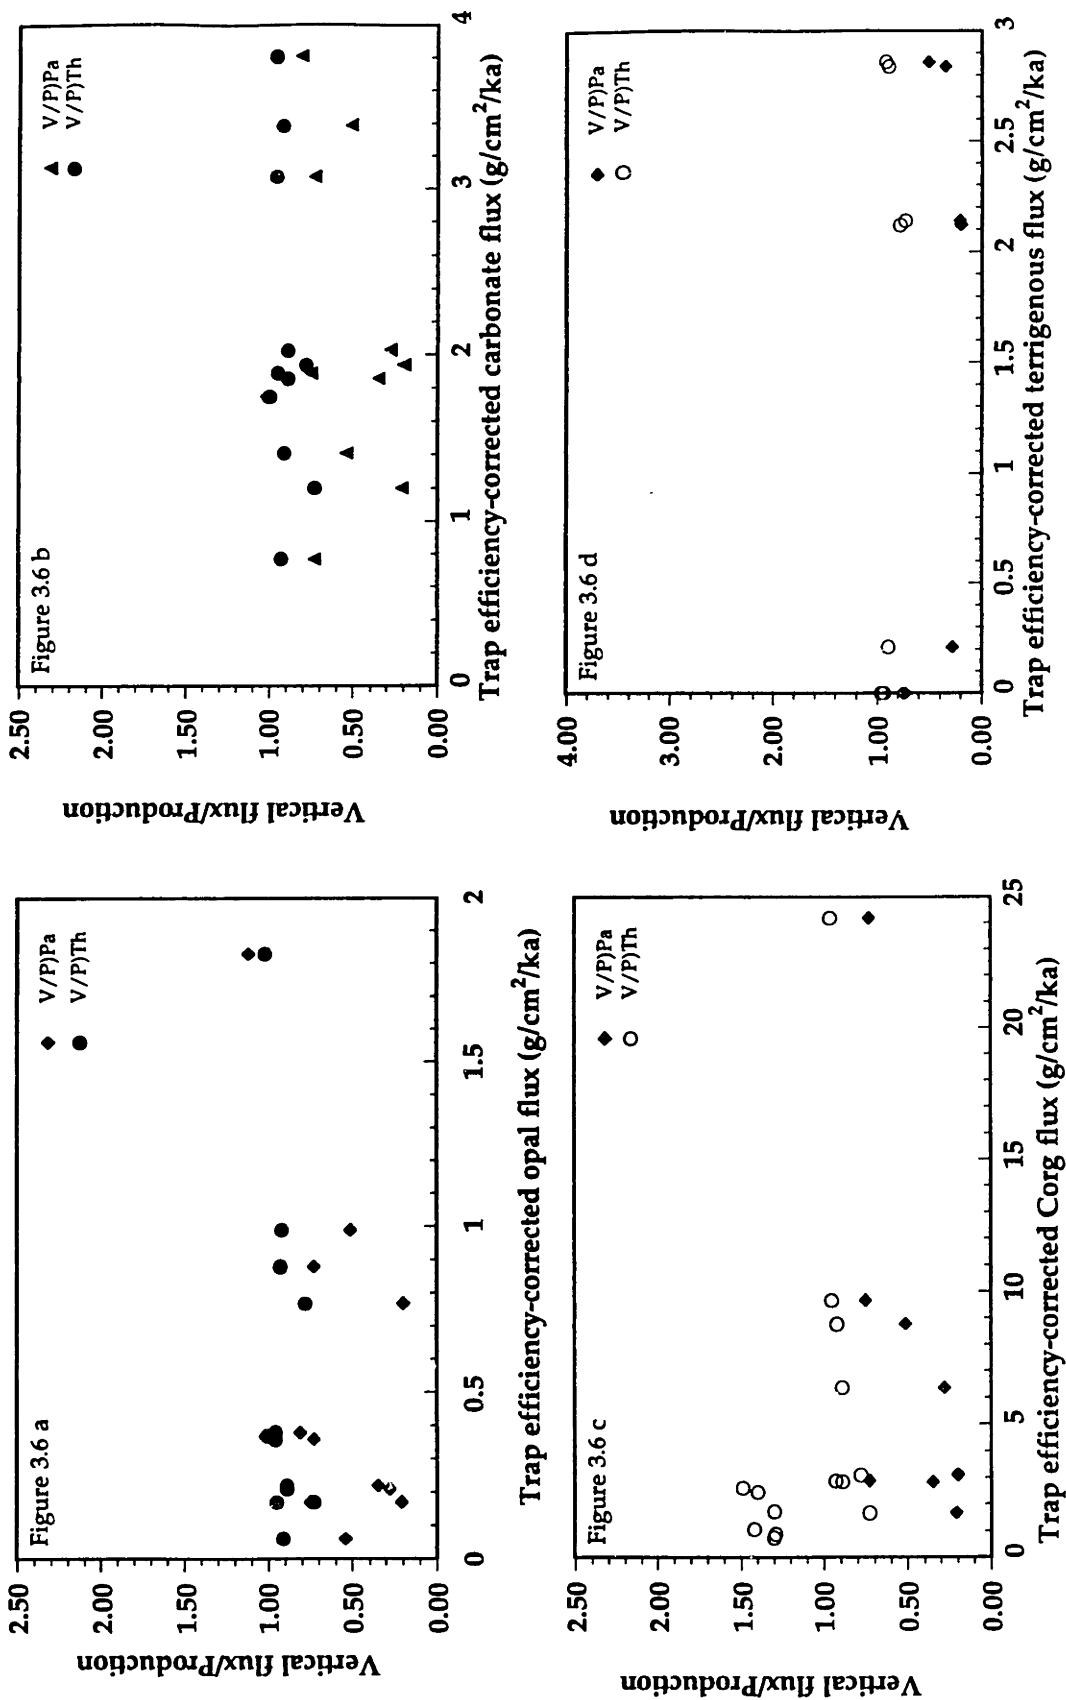 Figure 3.6 a
V/P)Pa
V/P)Th
Vertical flux/Production
2.50
2.00
1.50
1.00
0.50
0.00
0
0.5
1
1.5
2
Trap efficiency-corrected opal flux (g/cm²/ka)
Figure 3.6 b
V/P)Pa
V/P)Th
Vertical flux/Production
2.50
2.00
1.50
1.00
0.50
0.00
0
1
2
3
4
Trap efficiency-corrected carbonate flux (g/cm²/ka)
Figure 3.6 c
V/P)Pa
V/P)Th
Vertical flux/Production
2.50
2.00
1.50
1.00
0.50
0.00
0
5
10
15
20
25
Trap efficiency-corrected Corg flux (g/cm²/ka)
Figure 3.6 d
V/P)Pa
V/P)Th
Vertical flux/Production
4.00
3.00
2.00
1.00
0.00
0
0.5
1
1.5
2
2.5
3
Trap efficiency-corrected terrigenous flux (g/cm²/ka)